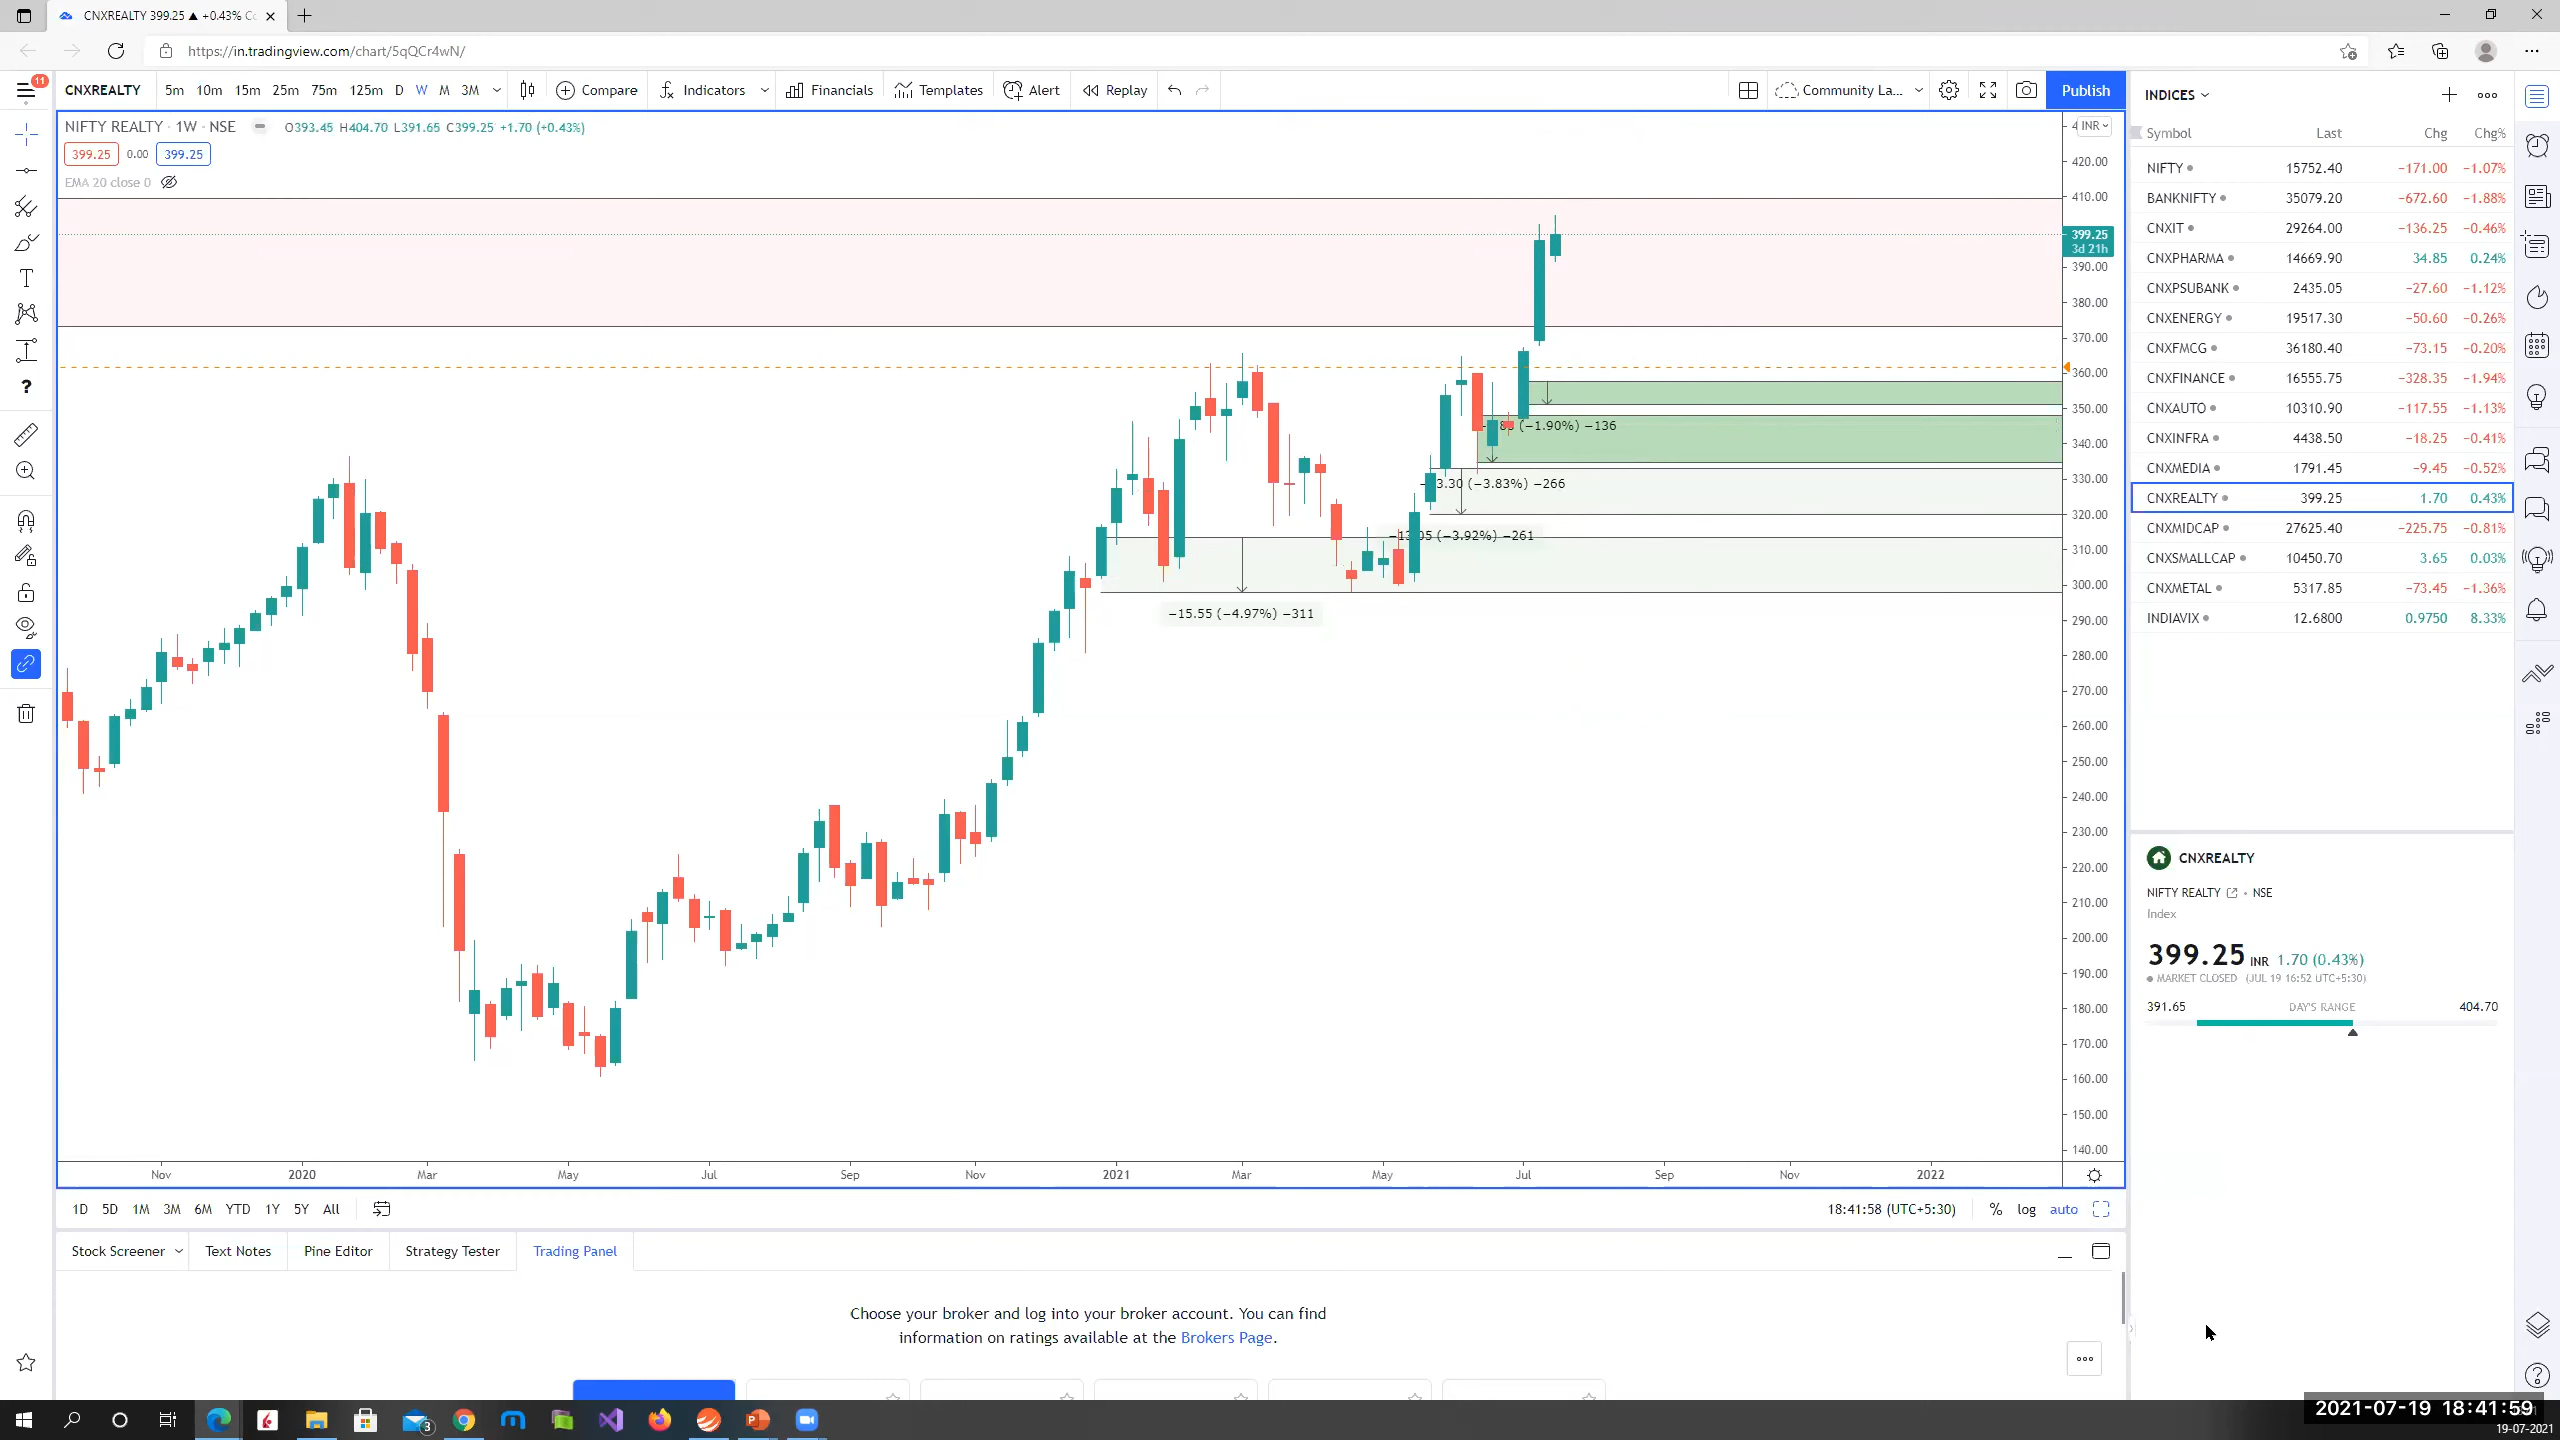 CNXREALTY 399.25 ▲ +0.43%
https://in.tradingview.com/chart/5qQCr4wN/
11
CNXREALTY 5m 10m 15m 25m 75m 125m D W M 3M Compare Indicators Financials Templates Alert Replay Community La... Publish
NIFTY REALTY · 1W · NSE O393.45 H404.70 L391.65 C399.25 +1.70 (+0.43%)
399.25 0.00 399.25
EMA 20 close 0
INR
420.00
410.00
399.25
3d 21h
390.00
380.00
370.00
360.00
350.00
340.00
330.00
320.00
310.00
300.00
290.00
280.00
270.00
260.00
250.00
240.00
230.00
220.00
210.00
200.00
190.00
180.00
170.00
160.00
150.00
140.00
(−1.90%) −136
3.30 (−3.83%) −266
(−3.92%) −261
−15.55 (−4.97%) −311
Nov 2020 Mar May Jul Sep Nov 2021 Mar May Jul Sep Nov 2022
1D 5D 1M 3M 6M YTD 1Y 5Y All 18:41:58 (UTC+5:30) % log auto
Stock Screener Text Notes Pine Editor Strategy Tester Trading Panel
Choose your broker and log into your broker account. You can find
information on ratings available at the Brokers Page.
INDICES
Symbol Last Chg Chg%
NIFTY 15752.40 −171.00 −1.07%
BANKNIFTY 35079.20 −672.60 −1.88%
CNXIT 29264.00 −136.25 −0.46%
CNXPHARMA 14669.90 34.85 0.24%
CNXPSUBANK 2435.05 −27.60 −1.12%
CNXENERGY 19517.30 −50.60 −0.26%
CNXFMCG 36180.40 −73.15 −0.20%
CNXFINANCE 16555.75 −328.35 −1.94%
CNXAUTO 10310.90 −117.55 −1.13%
CNXINFRA 4438.50 −18.25 −0.41%
CNXMEDIA 1791.45 −9.45 −0.52%
CNXREALTY 399.25 1.70 0.43%
CNXMIDCAP 27625.40 −225.75 −0.81%
CNXSMALLCAP 10450.70 3.65 0.03%
CNXMETAL 5317.85 −73.45 −1.36%
INDIAVIX 12.6800 0.9750 8.33%
CNXREALTY
NIFTY REALTY · NSE
Index
399.25 INR 1.70 (0.43%)
MARKET CLOSED (JUL 19 16:52 UTC+5:30)
391.65 DAY'S RANGE 404.70
3
2021-07-19 18:41:59
19-07-2021